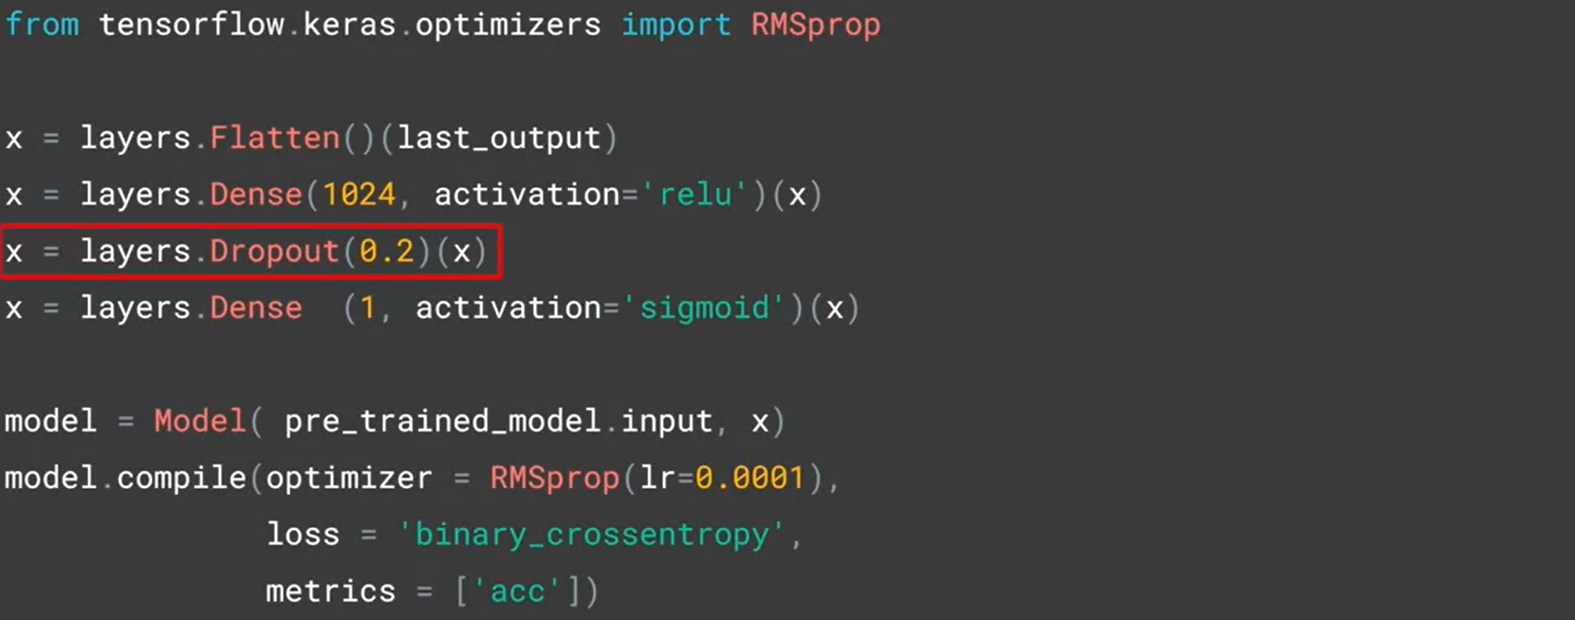 from tensorflow.keras.optimizers import RMSprop
x = layers.Flatten()(last_output)
x = layers.Dense(1024, activation='relu')(x)
x = layers.Dropout(0.2)(x)
x = layers.Dense  (1, activation='sigmoid')(x)
model = Model( pre_trained_model.input, x)
model.compile(optimizer = RMSprop(lr=0.0001),
              loss = 'binary_crossentropy',
              metrics = ['acc'])